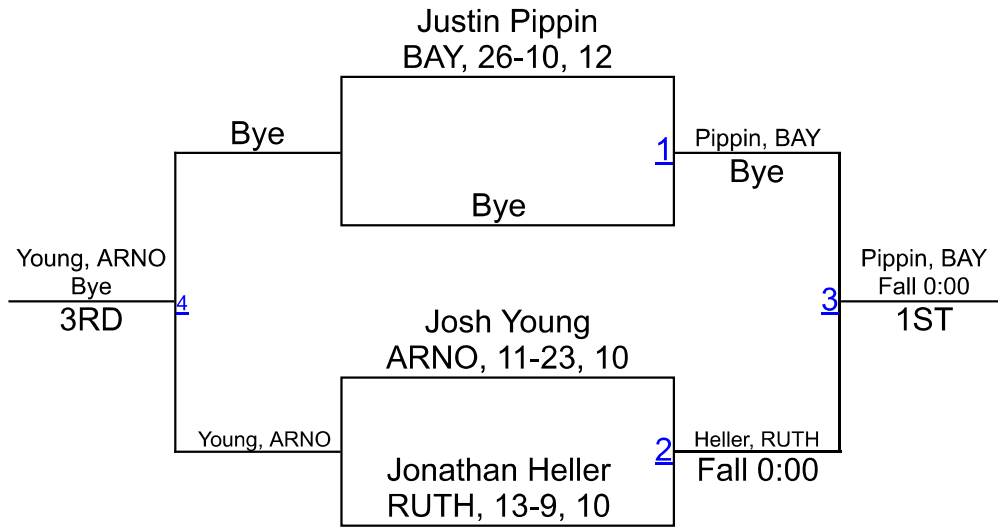 Justin Pippin
BAY, 26-10, 12
Bye
1
Pippin, BAY
Bye
Bye
Young, ARNO
Bye
3RD
4
Josh Young
ARNO, 11-23, 10
3
Pippin, BAY
Fall 0:00
1ST
Young, ARNO
Jonathan Heller
RUTH, 13-9, 10
2
Heller, RUTH
Fall 0:00